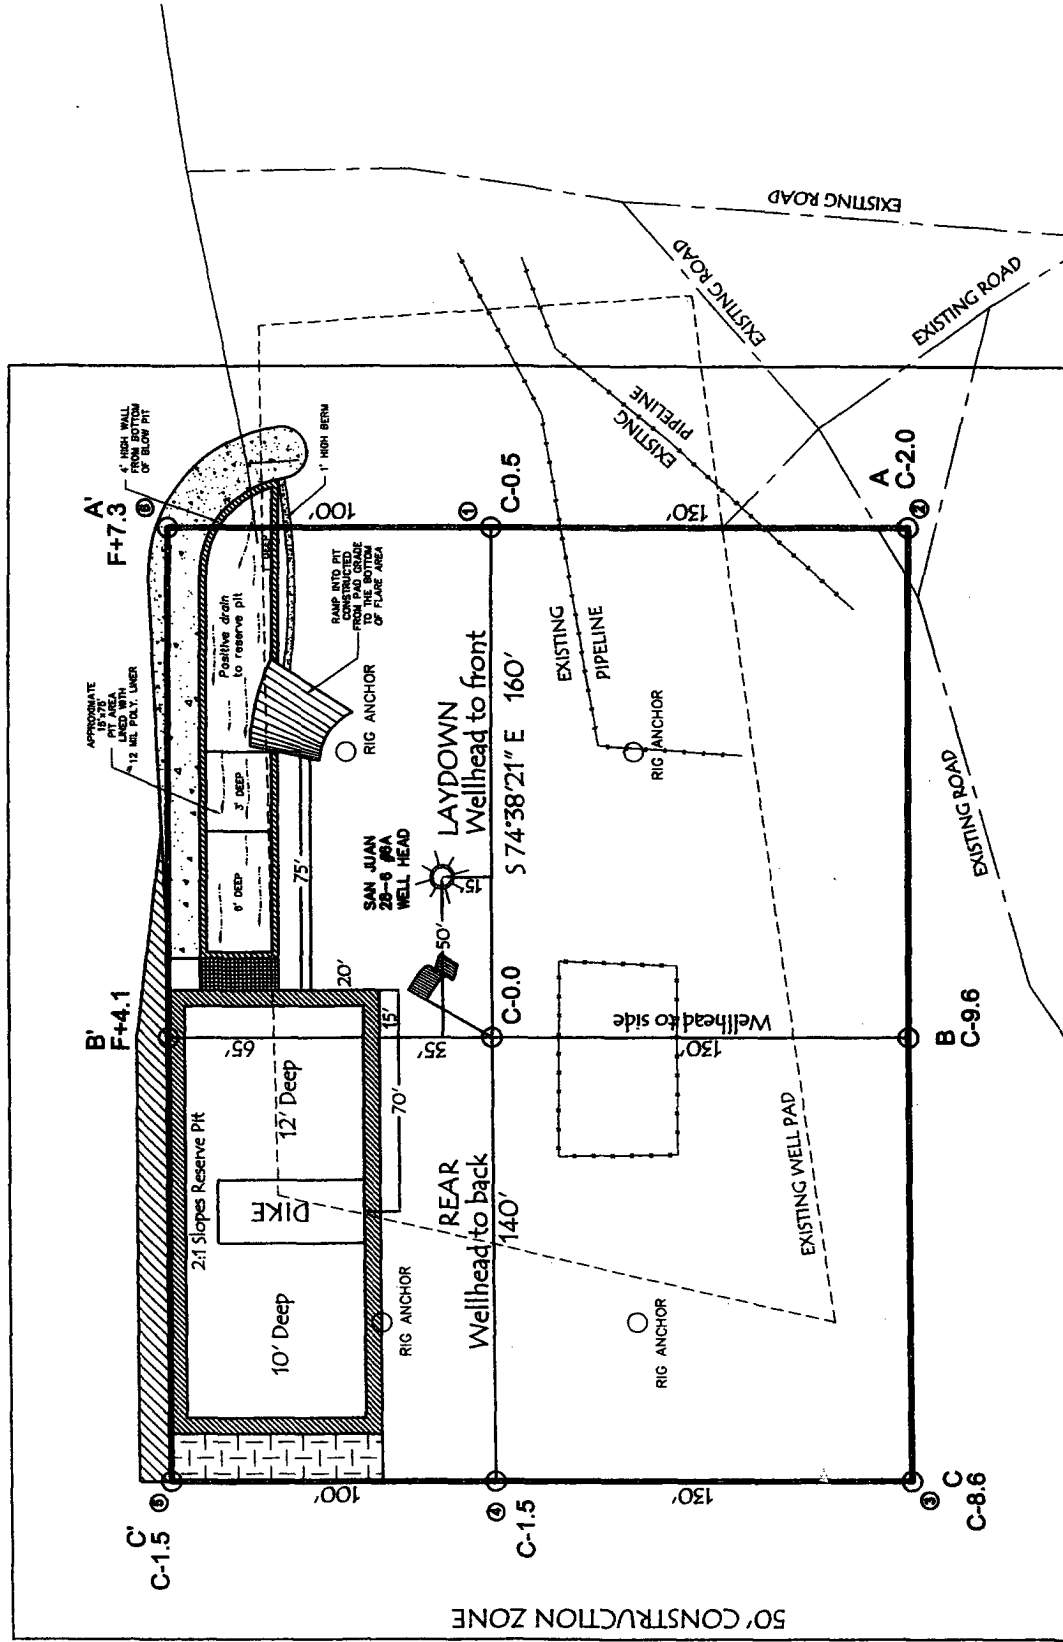 C'
C-1.5
⑤
B'
F+4.1
A'
F+7.3
⑥
4' HIGH WALL
FROM BOTTOM
OF BLOW PIT
APPROXIMATE
PIT AREA
LINED WITH
12 MIL POLY. LINER
2:1 Slopes Reserve Pit
10' Deep
DIKE
12' Deep
65'
6' DEEP
3' DEEP
Positive drain
to reserve pit
1' HIGH BERM
100'
20'
75'
RAMP INTO PIT
CONSTRUCTED
FROM PAD GRADE
TO THE BOTTOM
OF FLARE AREA
100'
RIG ANCHOR
70'
15'
35'
50'
SAN JUAN
WELL HEAD
15'
RIG ANCHOR
REAR
Wellhead to back
140'
LAYDOWN
Wellhead to front
S 74°38'21" E 160'
④
C-1.5
C-0.0
①
C-0.5
RIG ANCHOR
Wellhead to side
130'
130'
130'
EXISTING
PIPELINE
RIG ANCHOR
EXISTING
PIPELINE
EXISTING WELL PAD
EXISTING ROAD
EXISTING ROAD
EXISTING ROAD
EXISTING ROAD
③
C
C-8.6
B
C-9.6
②
A
C-2.0
50' CONSTRUCTION ZONE